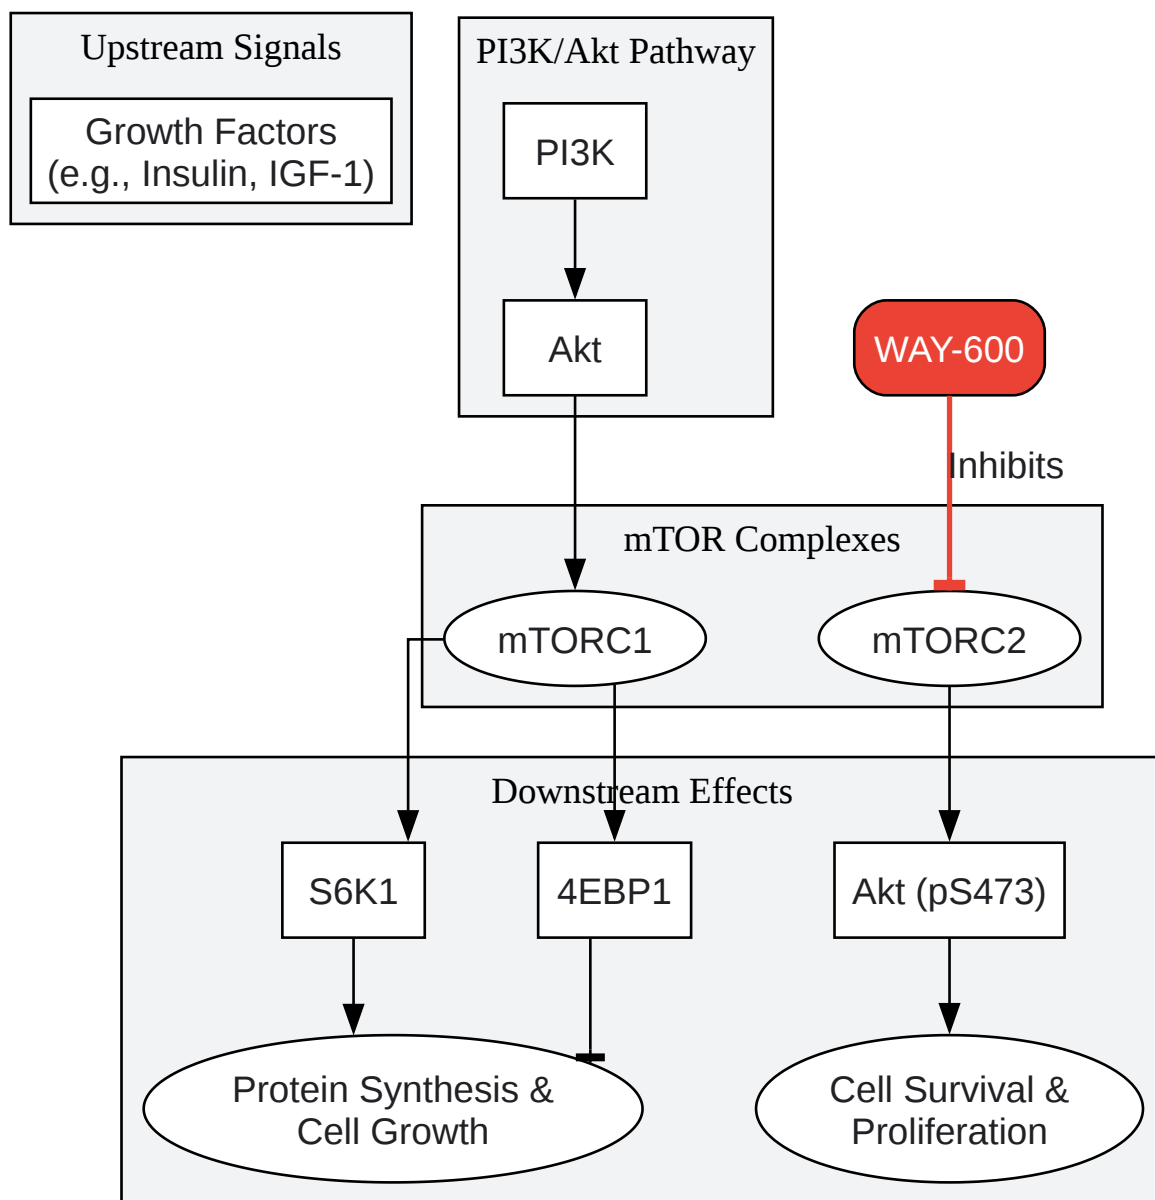 Upstream Signals
Growth Factors
(e.g., Insulin, IGF-1)
PI3K/Akt Pathway
PI3K
Akt
WAY-600
Inhibits
mTOR Complexes
mTORC1
mTORC2
Downstream Effects
S6K1
4EBP1
Akt (pS473)
Protein Synthesis &
Cell Growth
Cell Survival &
Proliferation